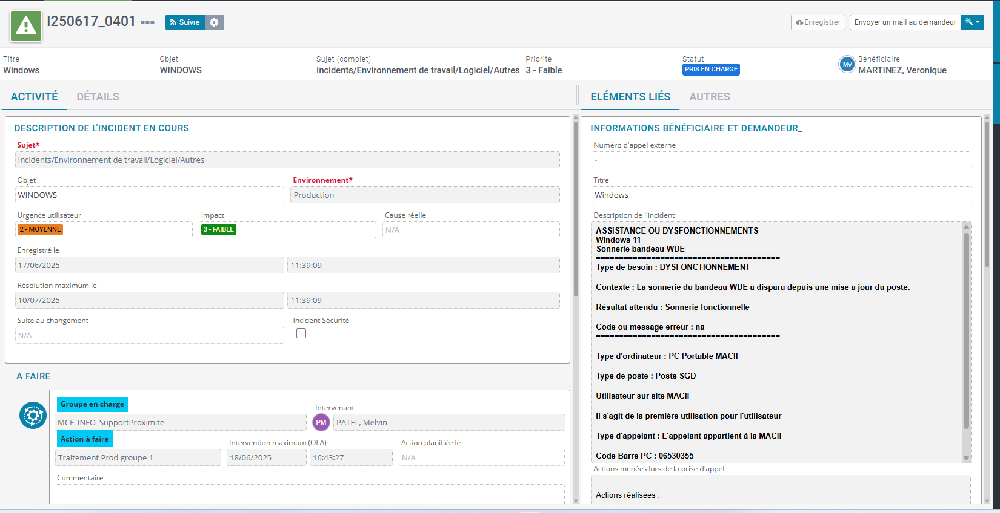 I250617_0401
Suivre
Enregistrer
Envoyer un mail au demandeur
Titre
Windows
Objet
WINDOWS
Sujet (complet)
Incidents/Environnement de travail/Logiciel/Autres
Priorité
3 - Faible
Statut
PRIS EN CHARGE
MV
Bénéficiaire
MARTINEZ, Veronique
ACTIVITÉ
DÉTAILS
DESCRIPTION DE L'INCIDENT EN COURS
Sujet*
Incidents/Environnement de travail/Logiciel/Autres
Objet
WINDOWS
Environnement*
Production
Urgence utilisateur
2 - MOYENNE
Impact
3 - FAIBLE
Cause réelle
N/A
Enregistré le
17/06/2025
11:39:09
Résolution maximum le
10/07/2025
11:39:09
Suite au changement
N/A
Incident Sécurité
A FAIRE
Groupe en charge
MCF_INFO_SupportProximite
Intervenant
PM
PATEL, Melvin
Action à faire
Traitement Prod groupe 1
Intervention maximum (OLA)
18/06/2025
16:43:27
Action planifiée le
N/A
Commentaire
ELÉMENTS LIÉS
AUTRES
INFORMATIONS BÉNÉFICIAIRE ET DEMANDEUR_
Numéro d'appel externe
-
Titre
Windows
Description de l'incident
ASSISTANCE OU DYSFONCTIONNEMENTS
Windows 11
Sonnerie bandeau WDE
========================================
Type de besoin : DYSFONCTIONNEMENT
Contexte : La sonnerie du bandeau WDE a disparu depuis une mise a jour du poste.
Résultat attendu : Sonnerie fonctionnelle
Code ou message erreur : na
========================================
Type d'ordinateur : PC Portable MACIF
Type de poste : Poste SGD
Utilisateur sur site MACIF
Il s'agit de la première utilisation pour l'utilisateur
Type d'appelant : L'appelant appartient à la MACIF
Code Barre PC : 06530355
Actions menées lors de la prise d'appel
Actions réalisées :